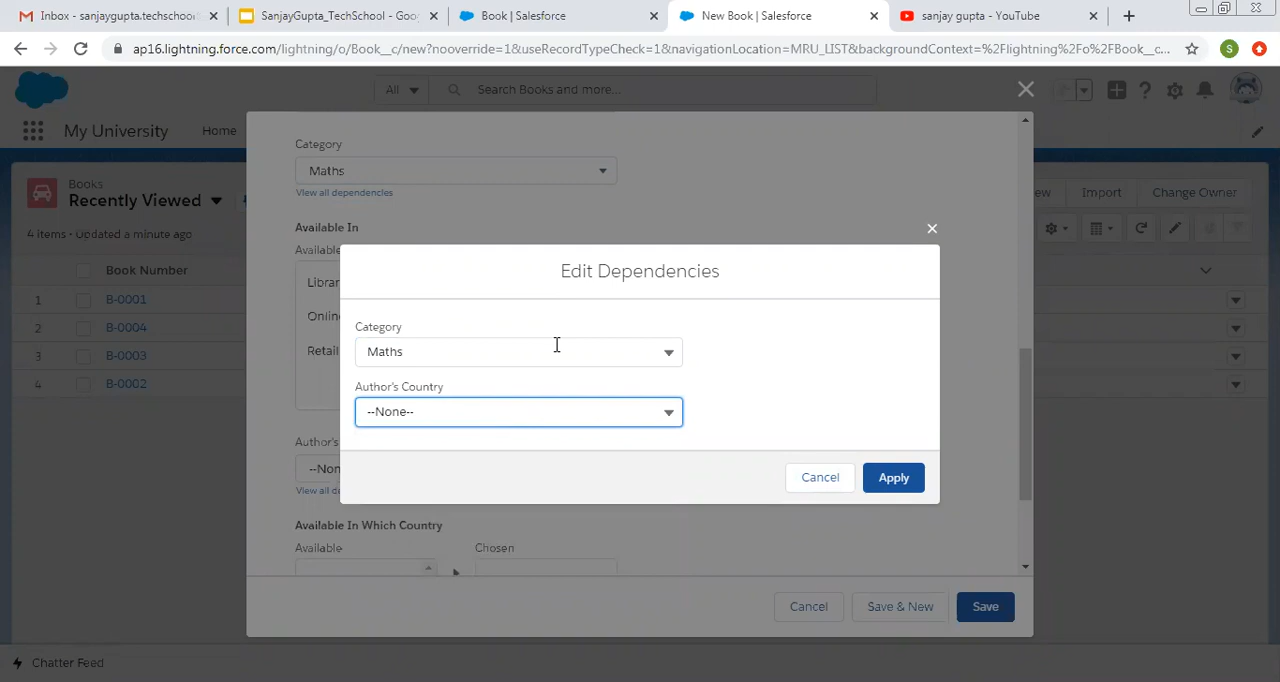 Inbox - sanjaygupta.techschool
SanjayGupta_TechSchool - Goo
Book | Salesforce
New Book | Salesforce
sanjay gupta - YouTube
ap16.lightning.force.com/lightning/o/Book__c/new?nooverride=1&useRecordTypeCheck=1&navigationLocation=MRU_LIST&backgroundContext=%2Flightning%2Fo%2FBook__c...
S
All
Search Books and more...
My University
Home
Category
Maths
View all dependencies
Books
Recently Viewed
Import
Change Owner
4 items • Updated a minute ago
Available In
Book Number
1 B-0001
2 B-0004
3 B-0003
4 B-0002
Edit Dependencies
Category
Maths
Author's Country
--None--
Cancel
Apply
Author's
Available In Which Country
Available
Chosen
Cancel
Save & New
Save
Chatter Feed